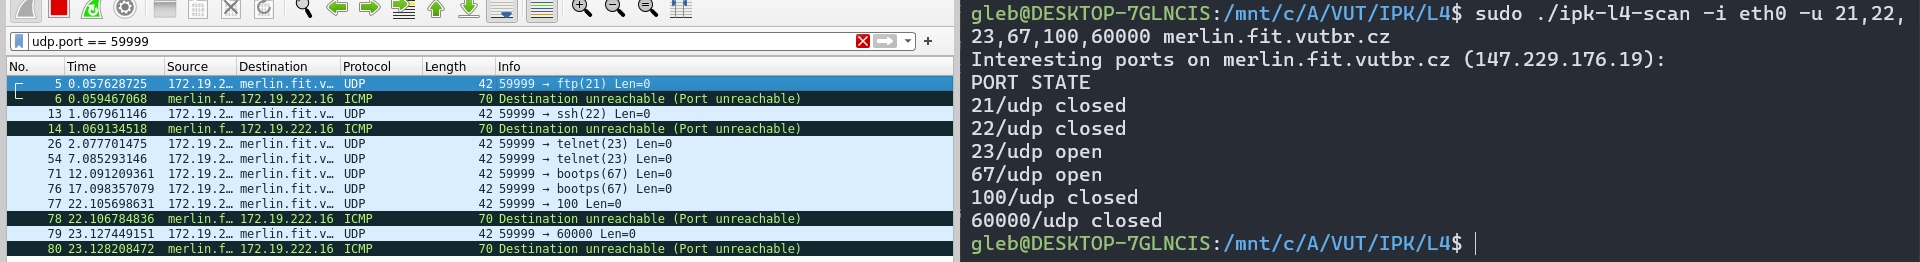 udp.port == 59999
No. Time Source Destination Protocol Length Info
5 0.057628725 172.19.2… merlin.fit.v… UDP 42 59999 → ftp(21) Len=0
6 0.059467068 merlin.f… 172.19.222.16 ICMP 70 Destination unreachable (Port unreachable)
13 1.067961146 172.19.2… merlin.fit.v… UDP 42 59999 → ssh(22) Len=0
14 1.069134518 merlin.f… 172.19.222.16 ICMP 70 Destination unreachable (Port unreachable)
26 2.077701475 172.19.2… merlin.fit.v… UDP 42 59999 → telnet(23) Len=0
54 7.085293146 172.19.2… merlin.fit.v… UDP 42 59999 → telnet(23) Len=0
71 12.091209361 172.19.2… merlin.fit.v… UDP 42 59999 → bootps(67) Len=0
76 17.098357079 172.19.2… merlin.fit.v… UDP 42 59999 → bootps(67) Len=0
77 22.105698631 172.19.2… merlin.fit.v… UDP 42 59999 → 100 Len=0
78 22.106784836 merlin.f… 172.19.222.16 ICMP 70 Destination unreachable (Port unreachable)
79 23.127449151 172.19.2… merlin.fit.v… UDP 42 59999 → 60000 Len=0
80 23.128208472 merlin.f… 172.19.222.16 ICMP 70 Destination unreachable (Port unreachable)
gleb@DESKTOP-7GLNCIS:/mnt/c/A/VUT/IPK/L4$ sudo ./ipk-l4-scan -i eth0 -u 21,22,
23,67,100,60000 merlin.fit.vutbr.cz
Interesting ports on merlin.fit.vutbr.cz (147.229.176.19):
PORT STATE
21/udp closed
22/udp closed
23/udp open
67/udp open
100/udp closed
60000/udp closed
gleb@DESKTOP-7GLNCIS:/mnt/c/A/VUT/IPK/L4$